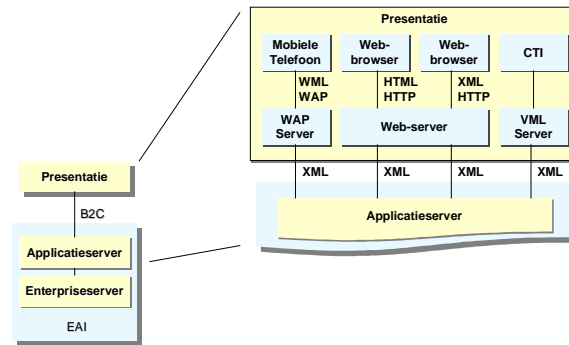 Presentatie
Mobiele
Telefoon
Web-
browser
Web-
browser
CTI
WML
WAP
HTML
HTTP
XML
HTTP
WAP
Server
Web-server
VML
Server
XML
XML
XML
XML
Applicatieserver
Presentatie
B2C
Applicatieserver
Enterpriseserver
EAI